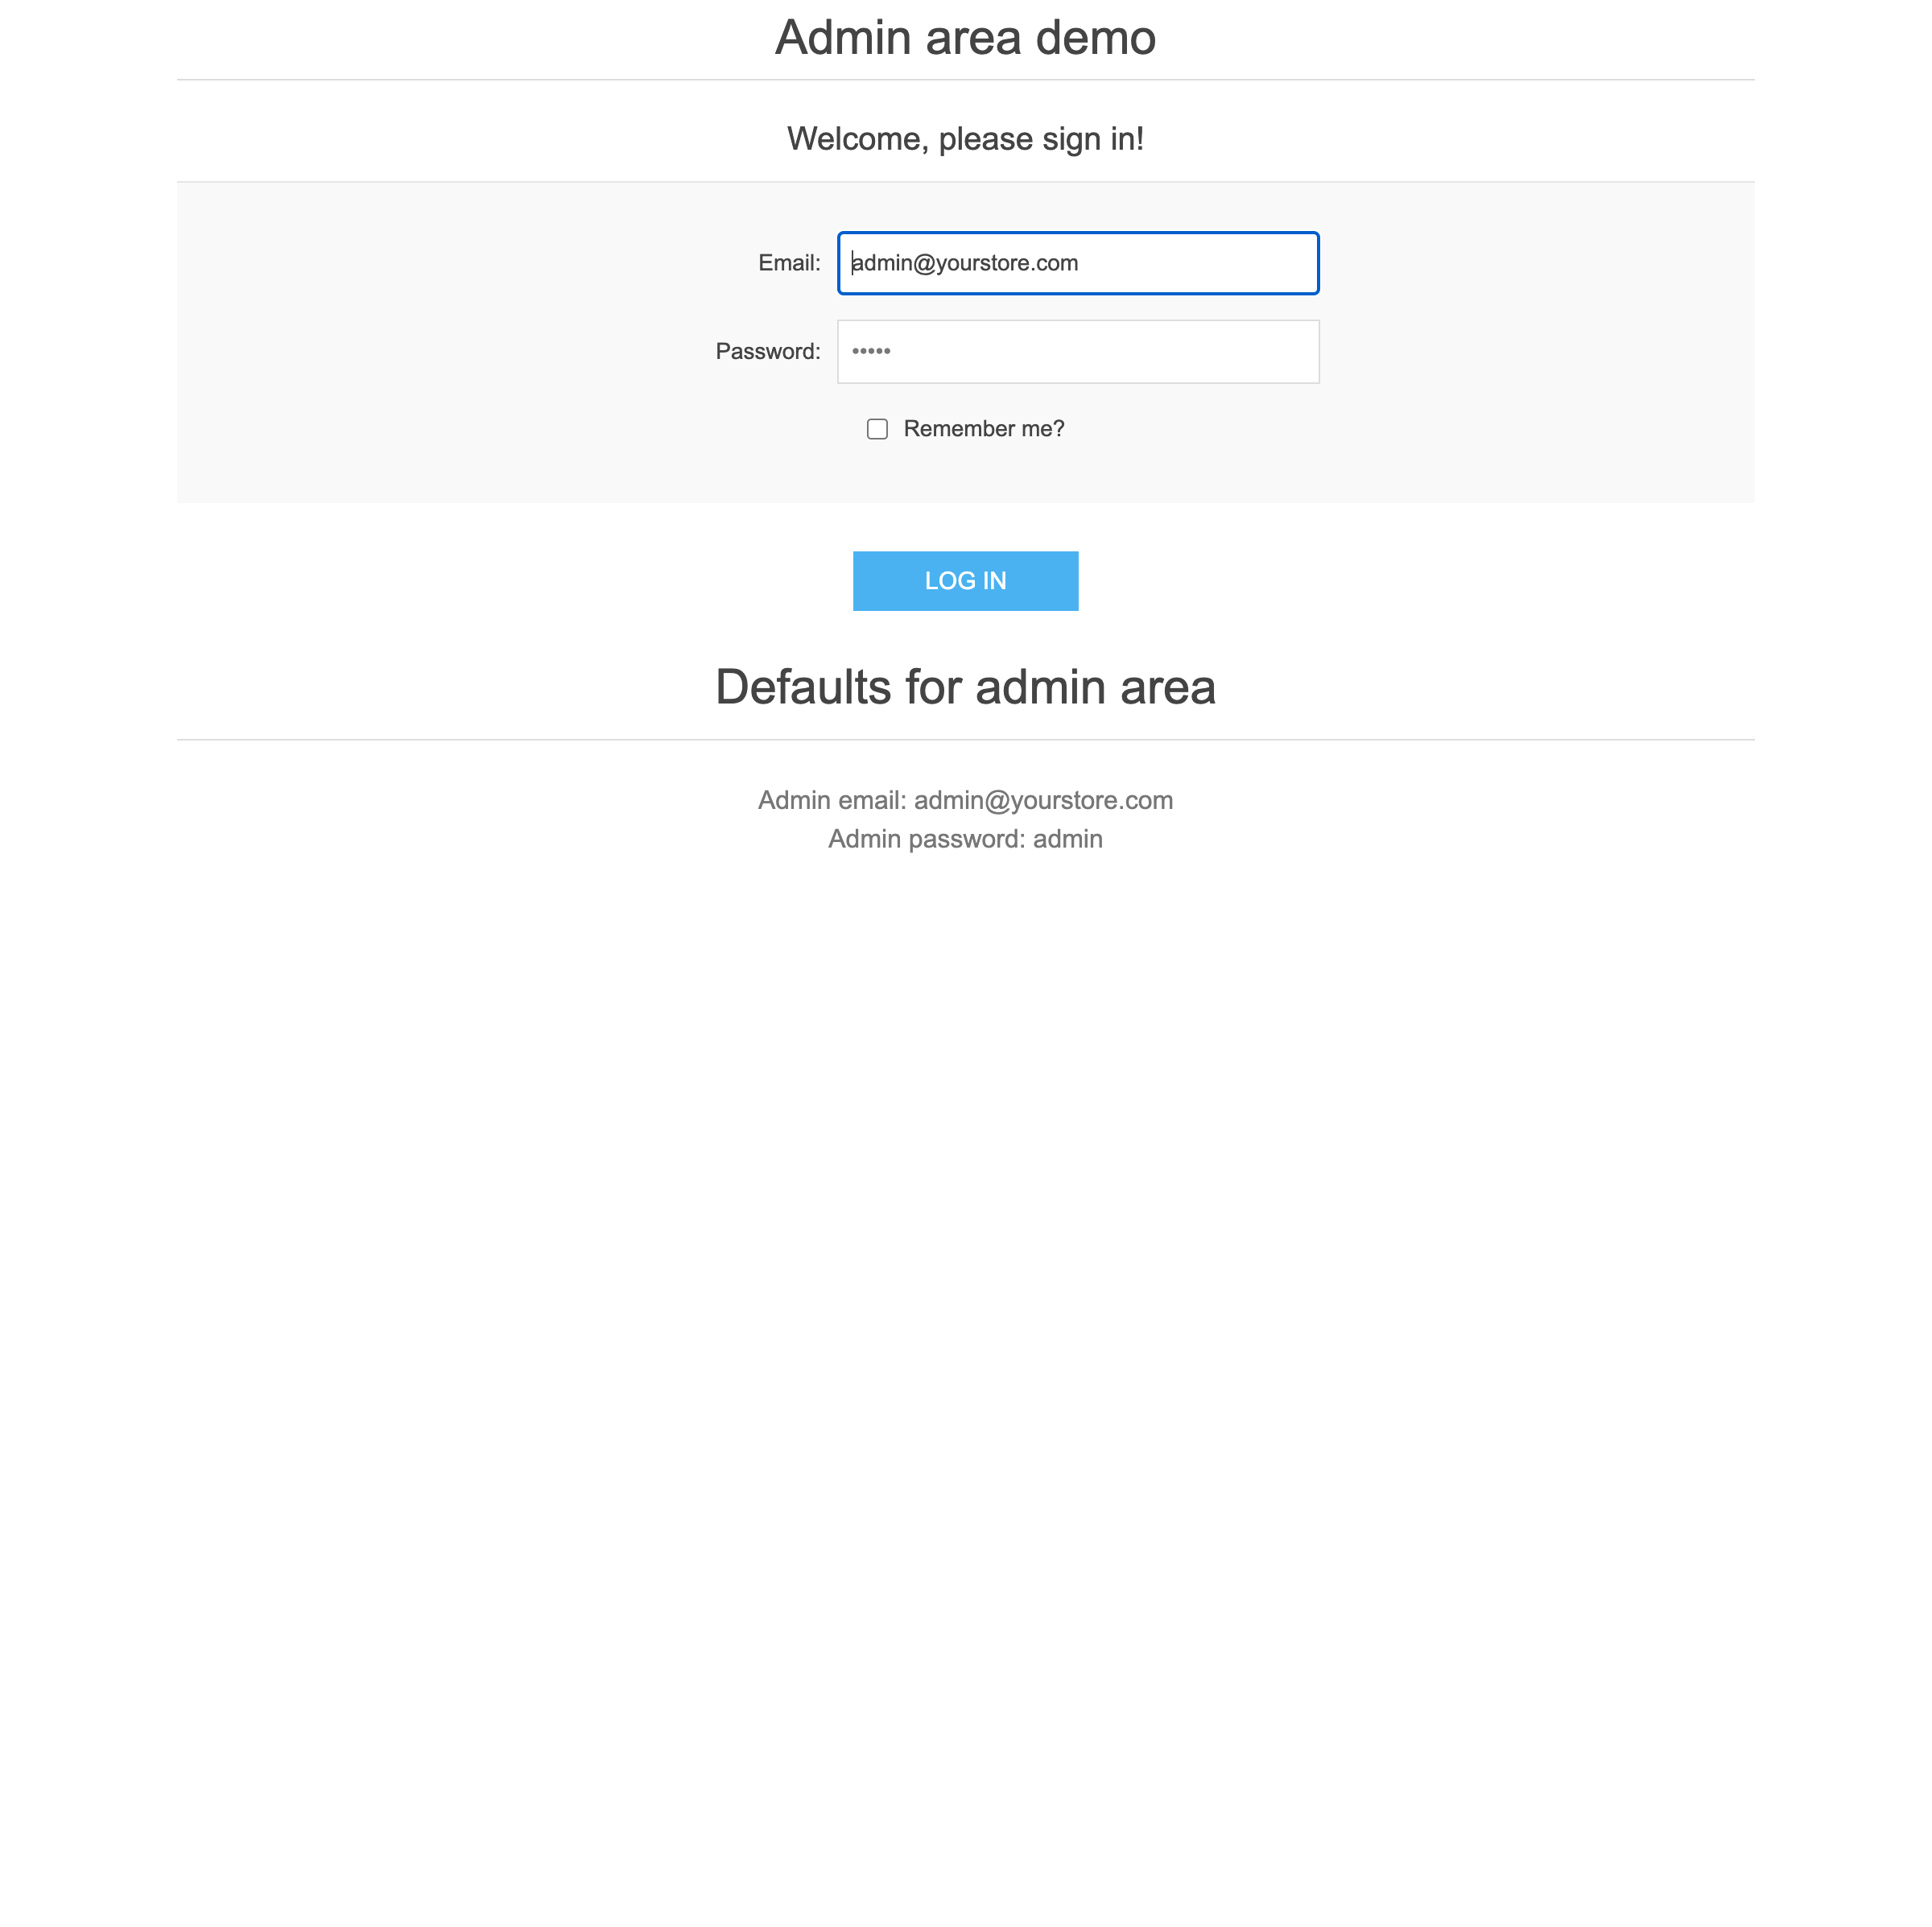 Admin area demo
Welcome, please sign in!
Email: admin@yourstore.com
Password: •••••
Remember me?
LOG IN
Defaults for admin area
Admin email: admin@yourstore.com
Admin password: admin